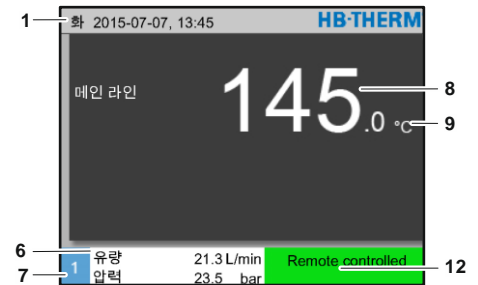 1
화 2015-07-07, 13:45 HB·THERM
메인 라인
145.0 °C
8
9
6
유량 21.3 L/min
7
1
압력 23.5 bar
Remote controlled
12